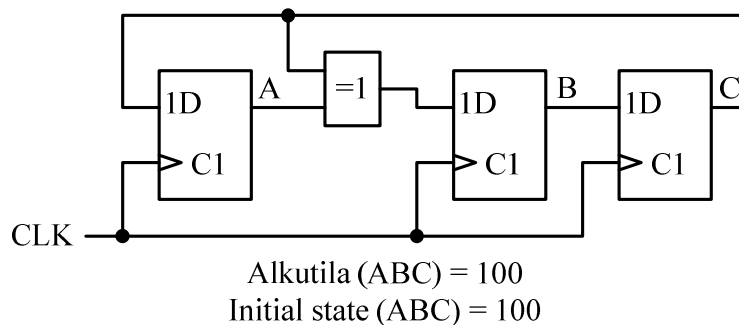 A
B
C
1D
=1
1D
1D
C1
C1
C1
CLK
Alkutila (ABC) = 100
Initial state (ABC) = 100